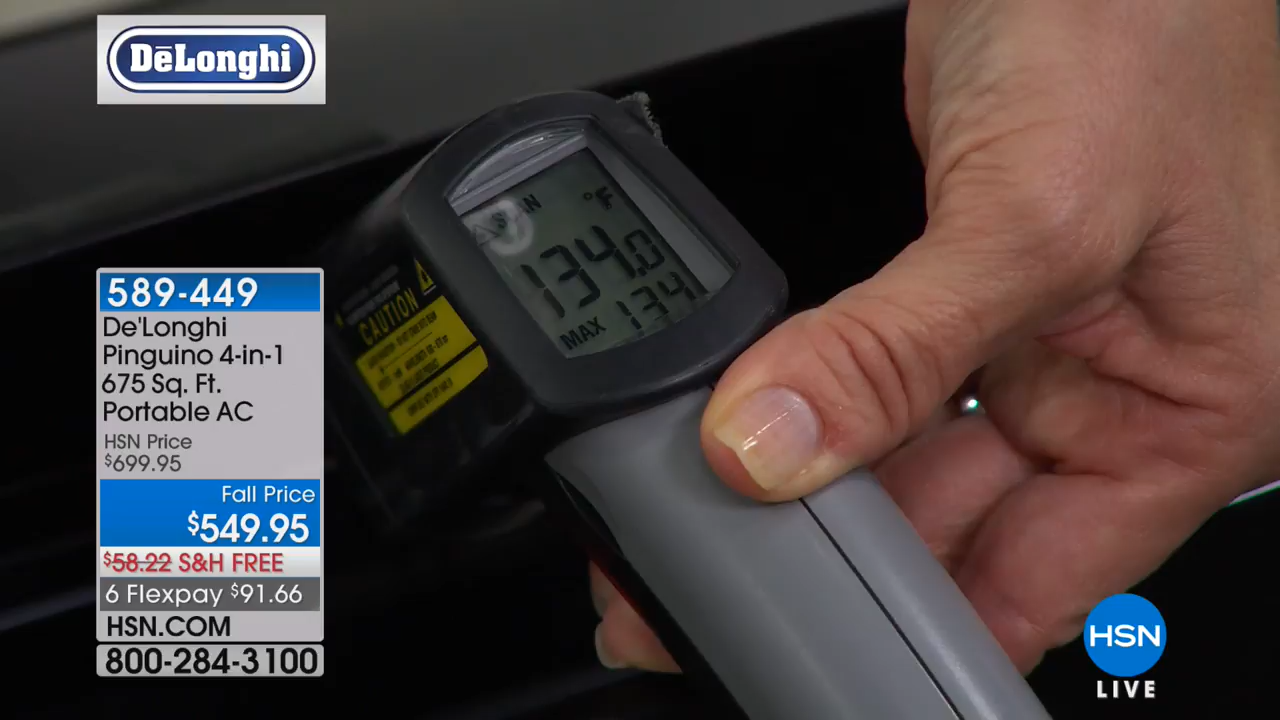 DēLonghi
589-449
De'Longhi
Pinguino 4-in-1
675 Sq. Ft.
Portable AC
HSN Price
$699.95
Fall Price
$549.95
$58.22 S&H FREE
6 Flexpay $91.66
HSN.COM
800-284-3100
SCAN
°F
134.0
MAX 134
CAUTION
HSN
LIVE